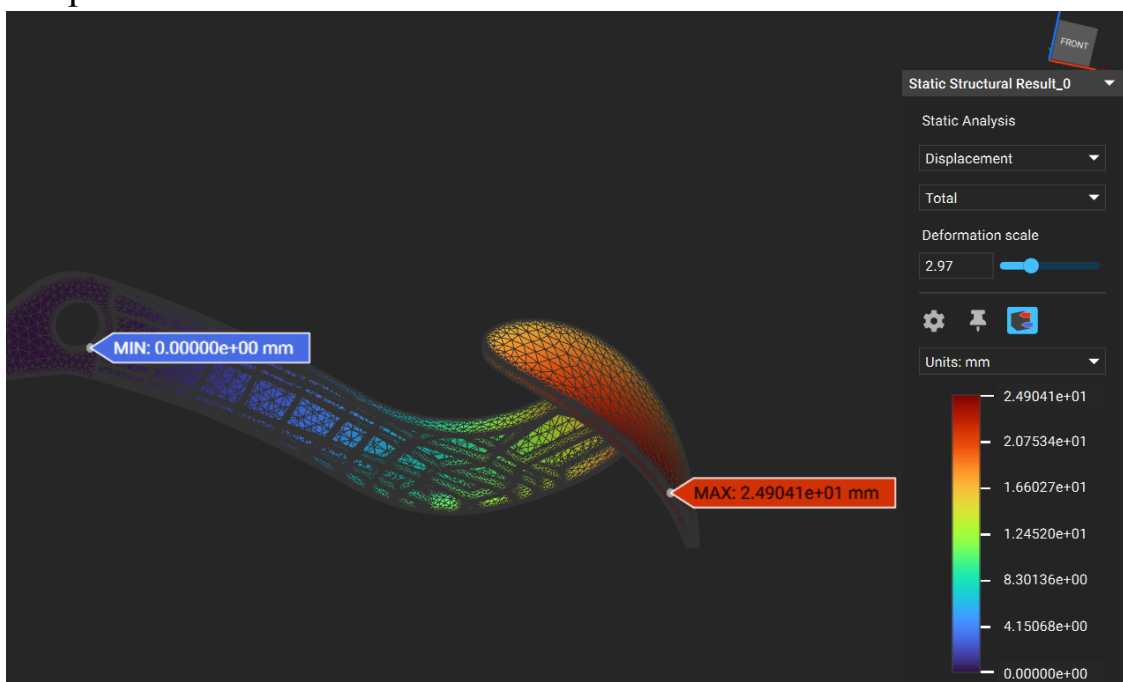 FRONT
Static Structural Result_0
Static Analysis
Displacement
Total
Deformation scale
2.97
Units: mm
MIN: 0.00000e+00 mm
MAX: 2.49041e+01 mm
2.49041e+01
2.07534e+01
1.66027e+01
1.24520e+01
8.30136e+00
4.15068e+00
0.00000e+00